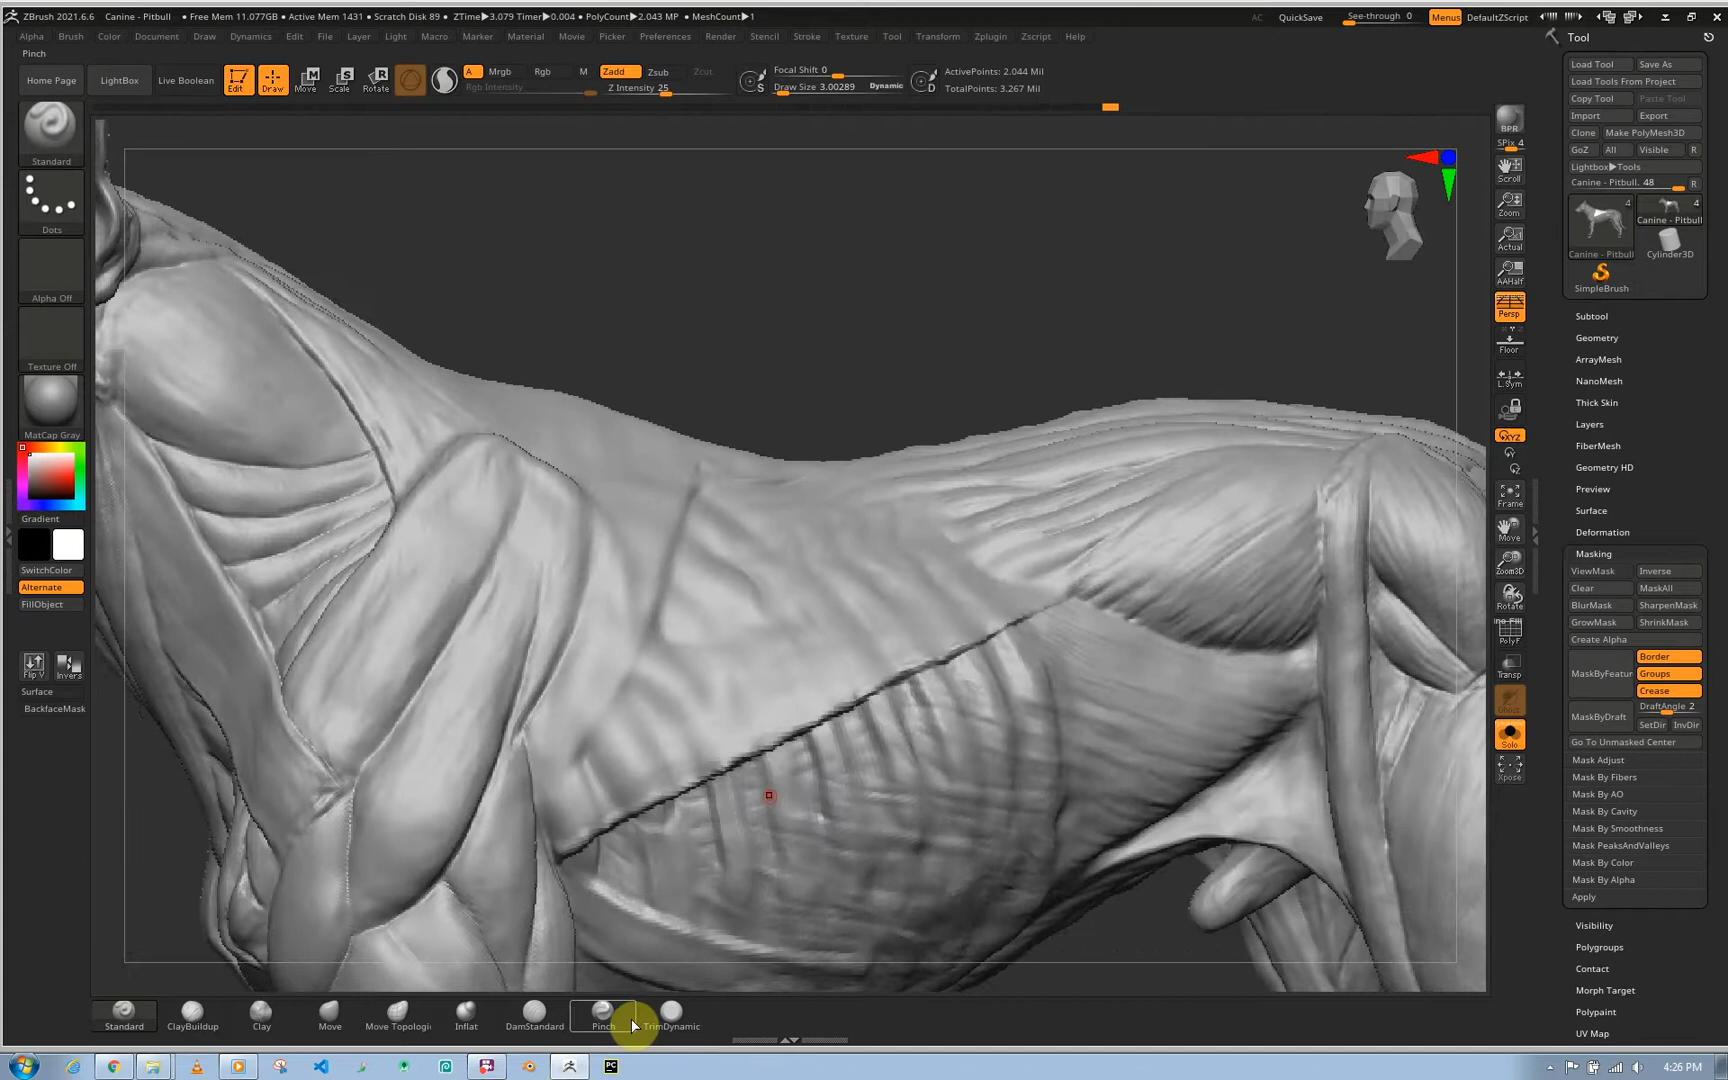 ZBrush 2021.6.6 Canine - Pitbull • Free Mem 11.077GB • Active Mem 1431 • Scratch Disk 89 • ZTime▶3.079 Timer▶0.004 • PolyCount▶2.043 MP • MeshCount▶1 AC QuickSave See-through 0 Menus DefaultZScript
Alpha Brush Color Document Draw Dynamics Edit File Layer Light Macro Marker Material Movie Picker Preferences Render Stencil Stroke Texture Tool Transform Zplugin Zscript Help
Pinch
Home Page LightBox Live Boolean Edit Draw Move Scale Rotate
A Mrgb Rgb M Zadd Zsub Zcut
Rgb Intensity Z Intensity 25
S Focal Shift 0
Draw Size 3.00289 Dynamic
D ActivePoints: 2.044 Mil
TotalPoints: 3.267 Mil
Standard
Dots
Alpha Off
Texture Off
MatCap Gray
Gradient
SwitchColor
Alternate
FillObject
Flip V Invers
Surface
BackfaceMask
Standard ClayBuildup Clay Move Move Topologi Inflat DamStandard Pinch TrimDynamic
BPR
SPix 4
Scroll
Zoom
Actual
AAHalf
Persp
Floor
L.Sym
XYZ
Frame
Move
Zoom3D
Rotate
PolyF
Transp
Ghost
Solo
Xpose
Tool
Load Tool Save As
Load Tools From Project
Copy Tool Paste Tool
Import Export
Clone Make PolyMesh3D
GoZ All Visible R
Lightbox▶Tools
Canine - Pitbull. 48 R
4 4
Canine - Pitbull
Canine - Pitbull Cylinder3D
SimpleBrush
Subtool
Geometry
ArrayMesh
NanoMesh
Thick Skin
Layers
FiberMesh
Geometry HD
Preview
Surface
Deformation
Masking
ViewMask Inverse
Clear MaskAll
BlurMask SharpenMask
GrowMask ShrinkMask
Create Alpha
MaskByFeatur Border
Groups
Crease
MaskByDraft DraftAngle 2
SetDir InvDir
Go To Unmasked Center
Mask Adjust
Mask By Fibers
Mask By AO
Mask By Cavity
Mask By Smoothness
Mask PeaksAndValleys
Mask By Color
Mask By Alpha
Apply
Visibility
Polygroups
Contact
Morph Target
Polypaint
UV Map
PC
4:26 PM